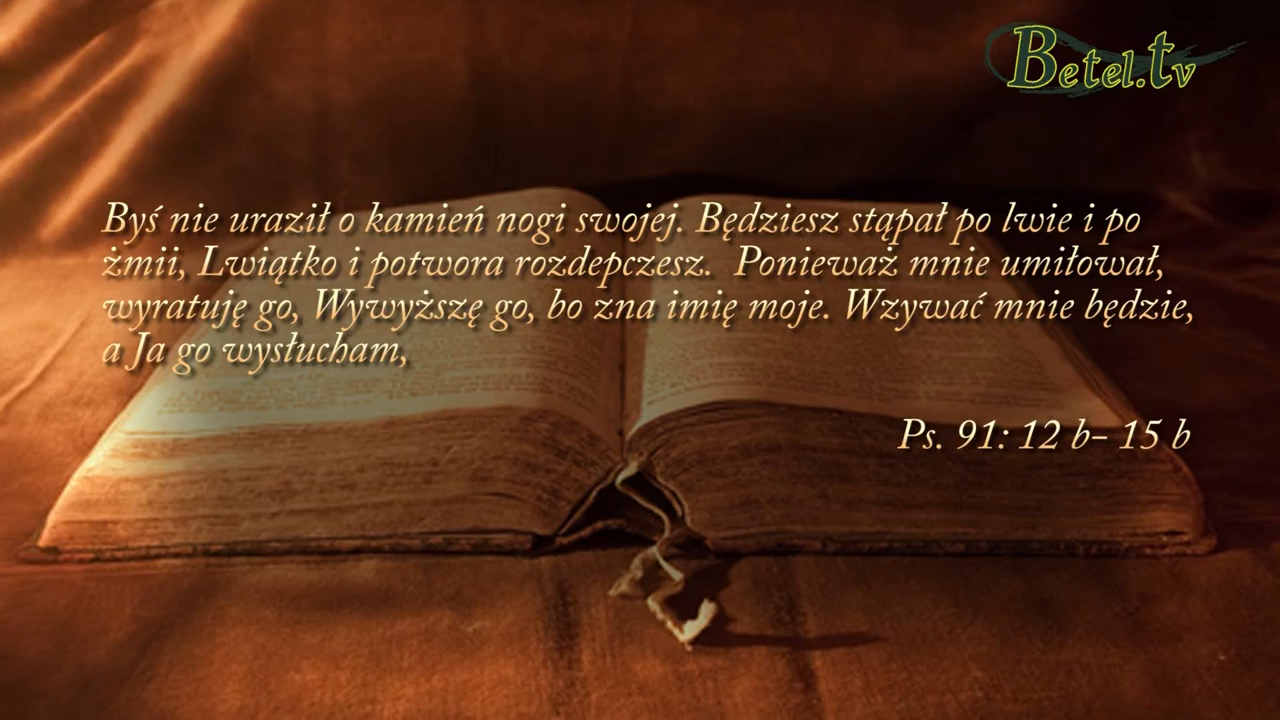 Betel.tv
Byś nie uraził o kamień nogi swojej. Będziesz stąpał po lwie i po
żmii, Lwiątko i potwora rozdepczesz.  Ponieważ mnie umiłował,
wyratuję go, Wywyższę go, bo zna imię moje. Wzywać mnie będzie,
a Ja go wysłucham,
Ps. 91: 12 b- 15 b